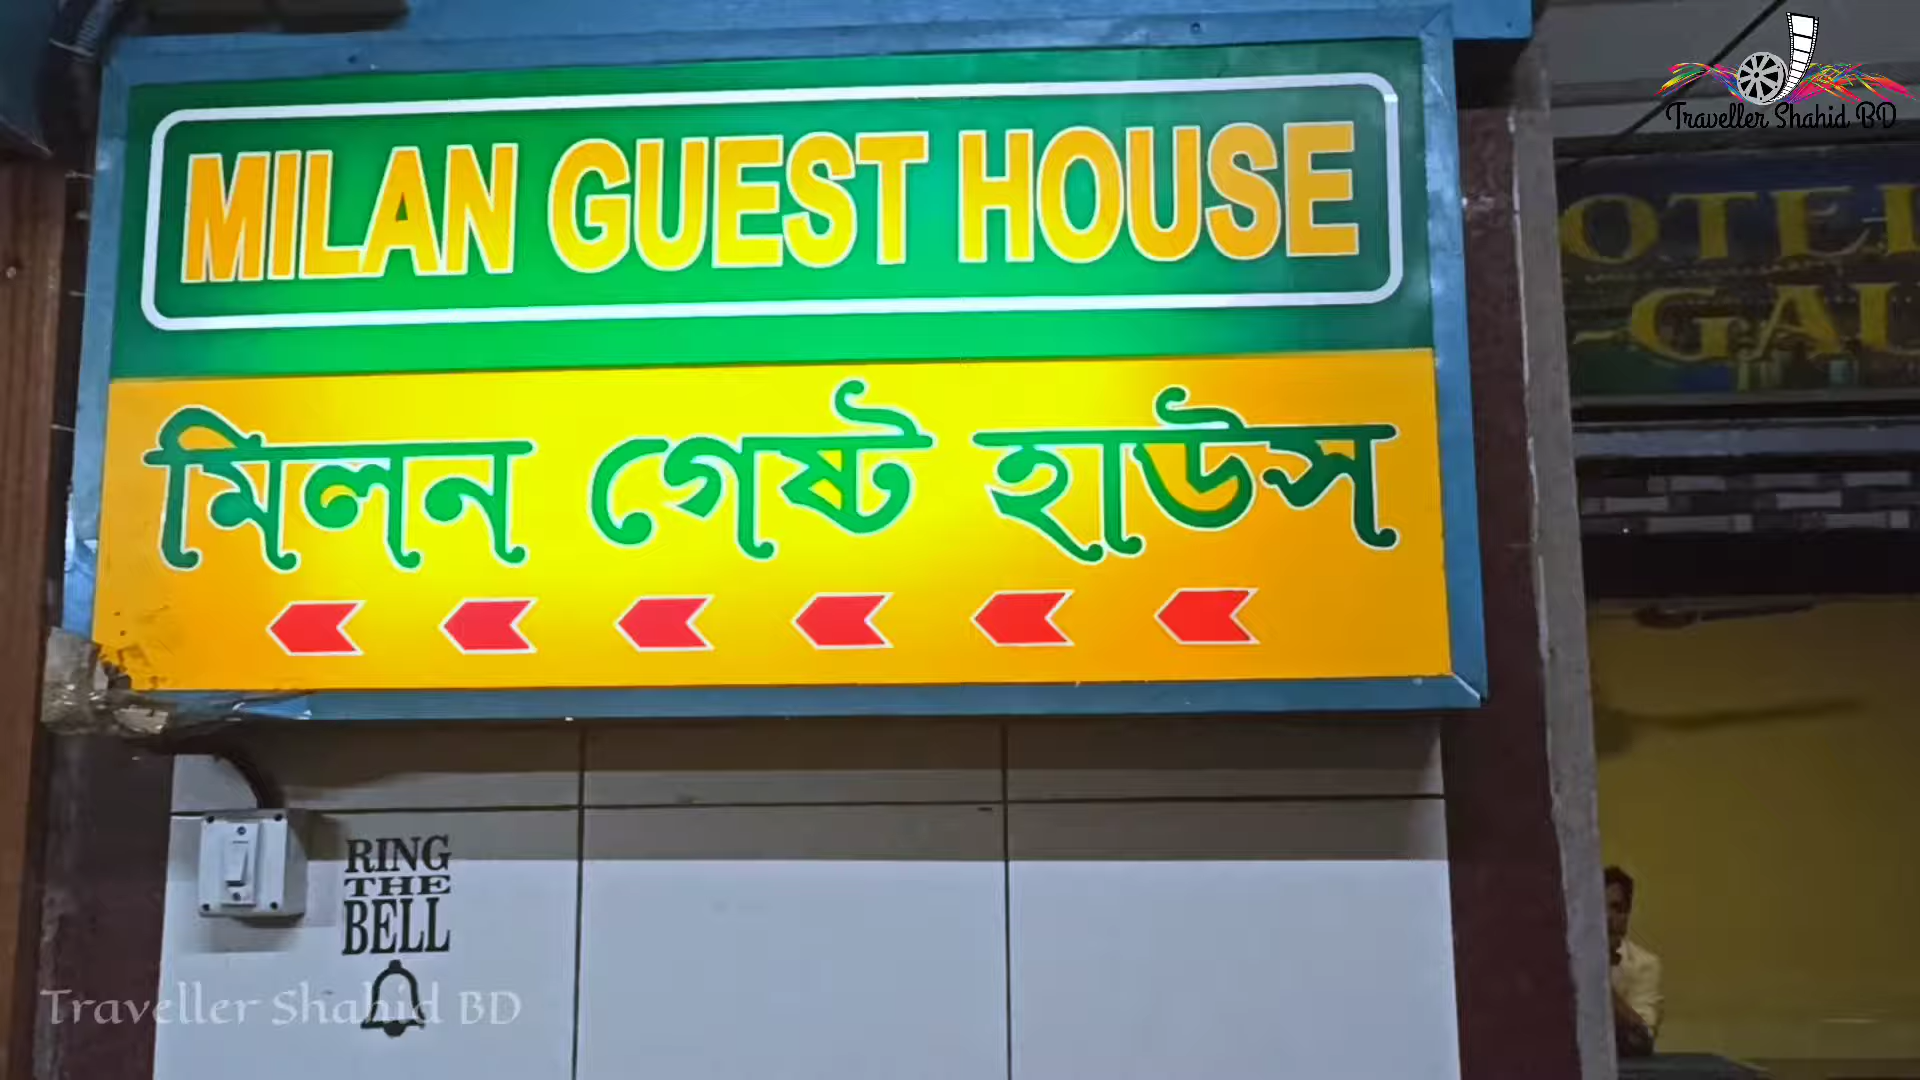 MILAN GUEST HOUSE
মিলন গেষ্ট হাউস
RING
THE
BELL
Traveller Shahid BD
Traveller Shahid BD